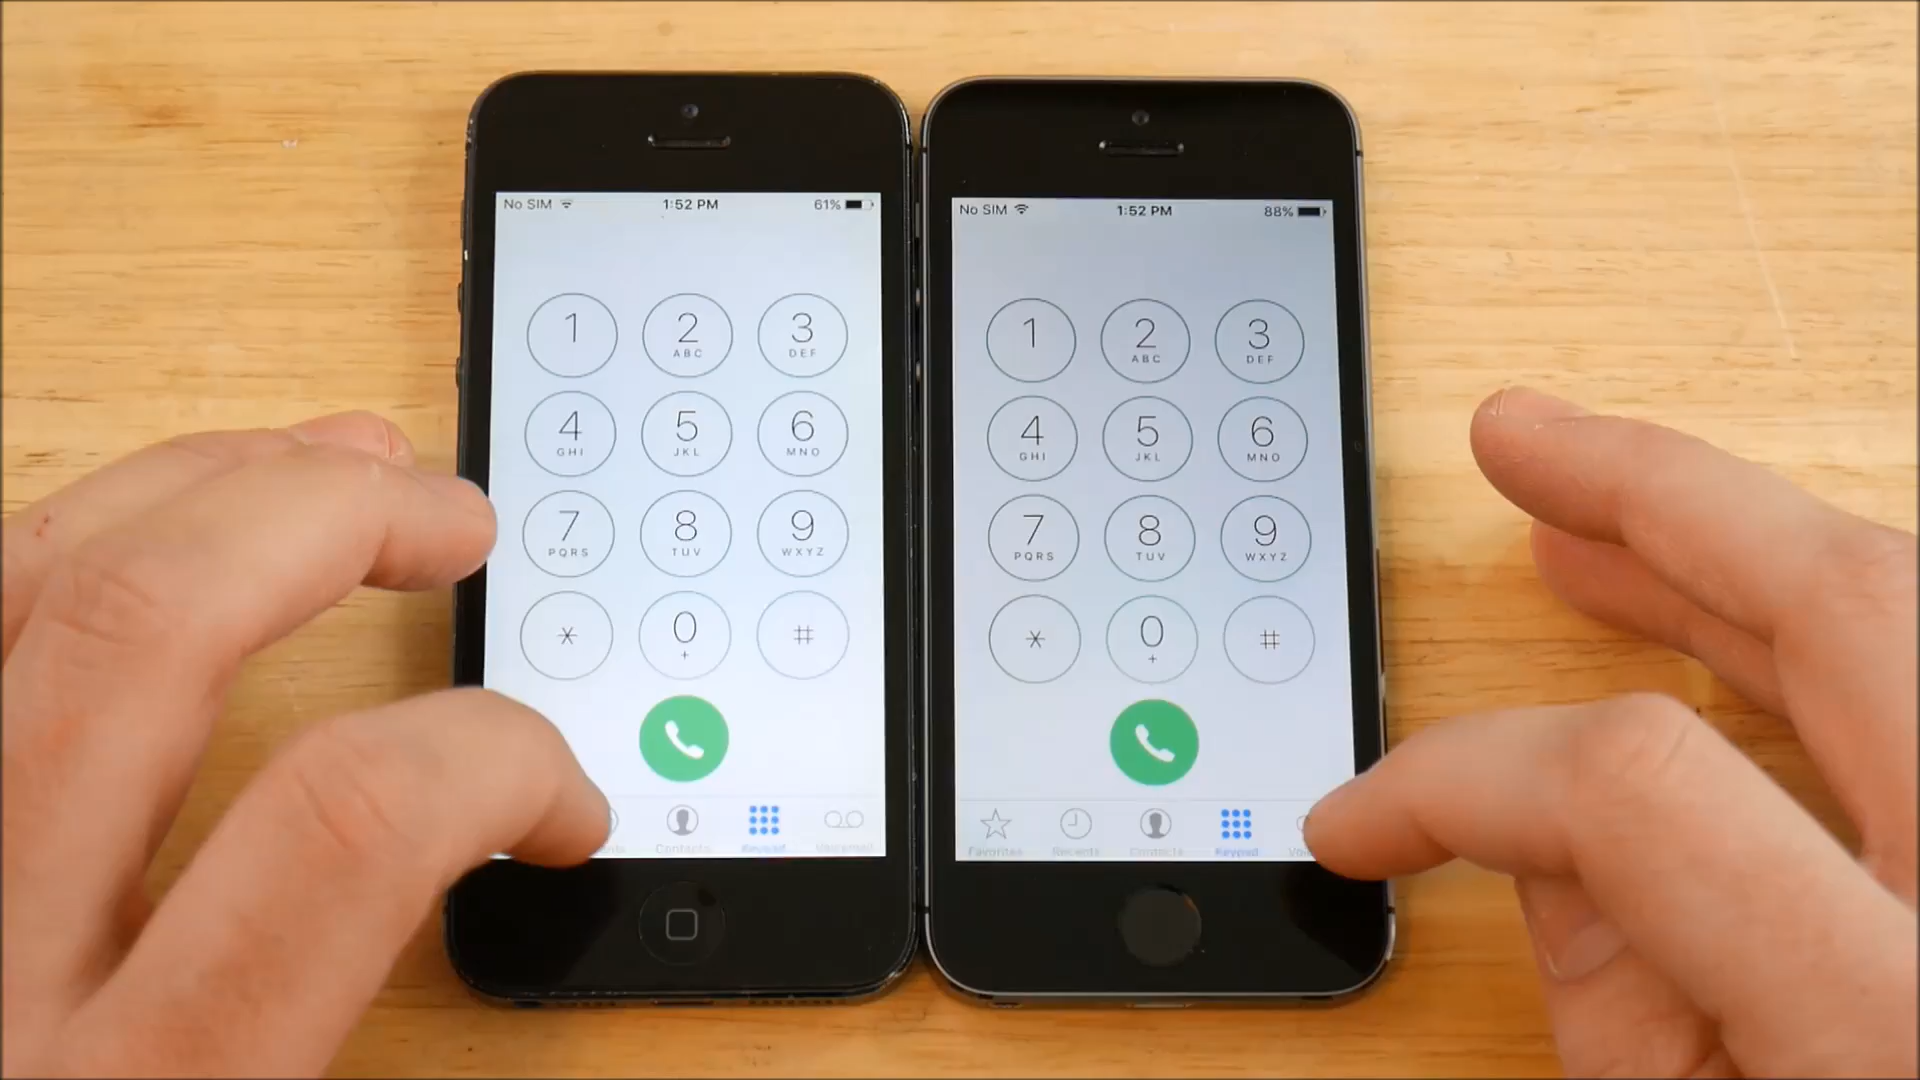 No SIM 1:52 PM 61%
1 2 3
ABC DEF
4 5 6
GHI JKL MNO
7 8 9
PQRS TUV WXYZ
* 0 #
+
Contacts Keypad Voicemail
No SIM 1:52 PM 88%
1 2 3
ABC DEF
4 5 6
GHI JKL MNO
7 8 9
PQRS TUV WXYZ
* 0 #
+
Favorites Recents Contacts Keypad